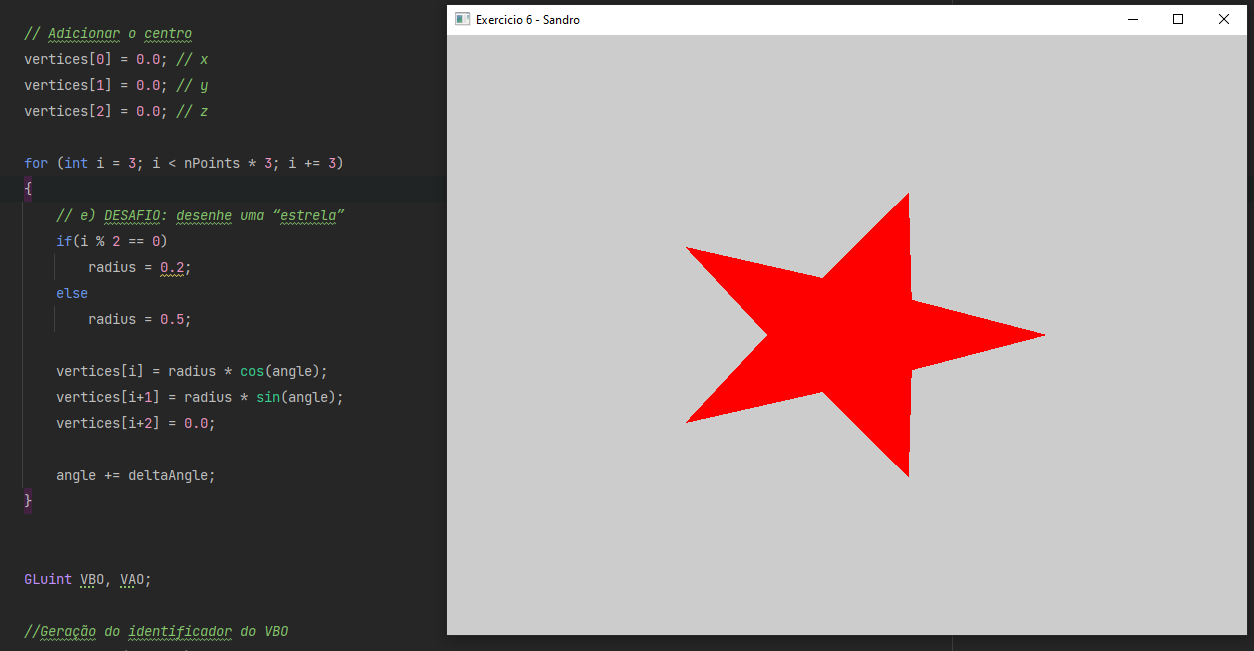 // Adicionar o centro
vertices[0] = 0.0; // x
vertices[1] = 0.0; // y
vertices[2] = 0.0; // z
for (int i = 3; i < nPoints * 3; i += 3)
{
// e) DESAFIO: desenhe uma “estrela”
if(i % 2 == 0)
radius = 0.2;
else
radius = 0.5;
vertices[i] = radius * cos(angle);
vertices[i+1] = radius * sin(angle);
vertices[i+2] = 0.0;
angle += deltaAngle;
}
GLuint VBO, VAO;
//Geração do identificador do VBO
Exercicio 6 - Sandro